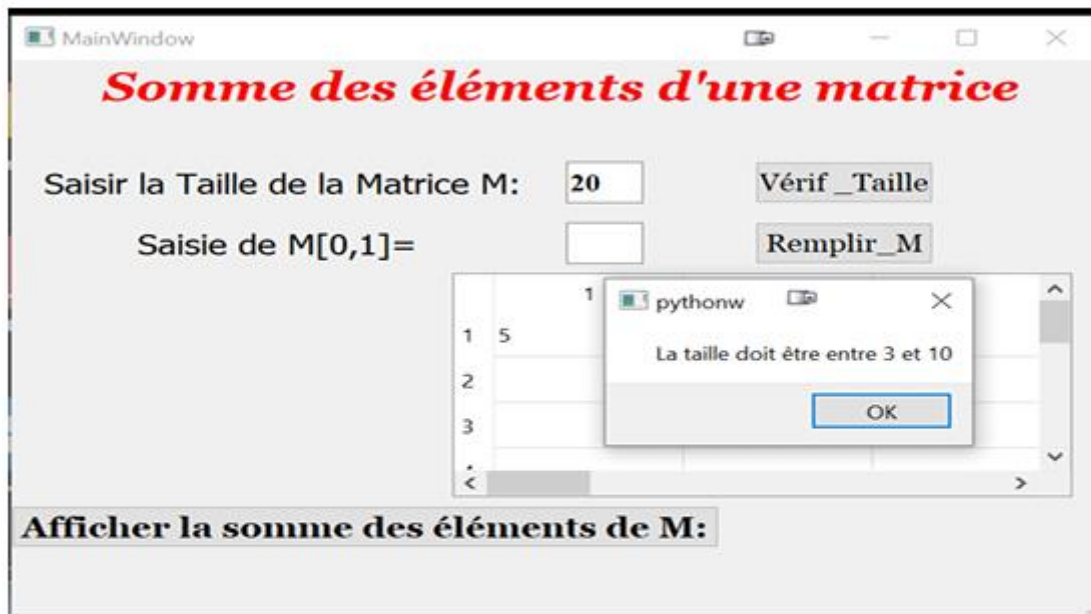 MainWindow
Somme des éléments d'une matrice
Saisir la Taille de la Matrice M:
20
Vérif _Taille
Saisie de M[0,1]=
Remplir_M
1
1 5
2
3
pythonw
La taille doit être entre 3 et 10
OK
Afficher la somme des éléments de M: